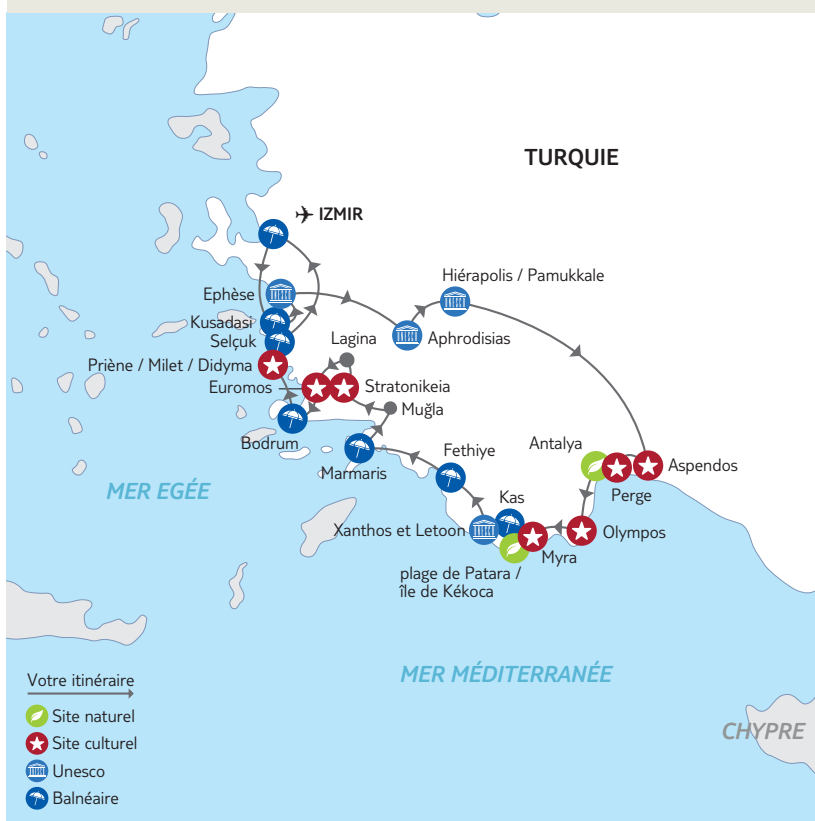 TURQUIE
IZMIR
Hiérapolis / Pamukkale
Ephèse
Kusadasi
Selçuk
Aphrodisias
Lagina
Priène / Milet / Didyma
Euromos
Stratonikeia
Muğla
Bodrum
Marmaris
Fethiye
Antalya
Aspendos
Perge
MER EGÉE
Kas
Xanthos et Letoon
Olympos
Myra
plage de Patara /
île de Kékoca
MER MÉDITERRANÉE
CHYPRE
Votre itinéraire
Site naturel
Site culturel
Unesco
Balnéaire